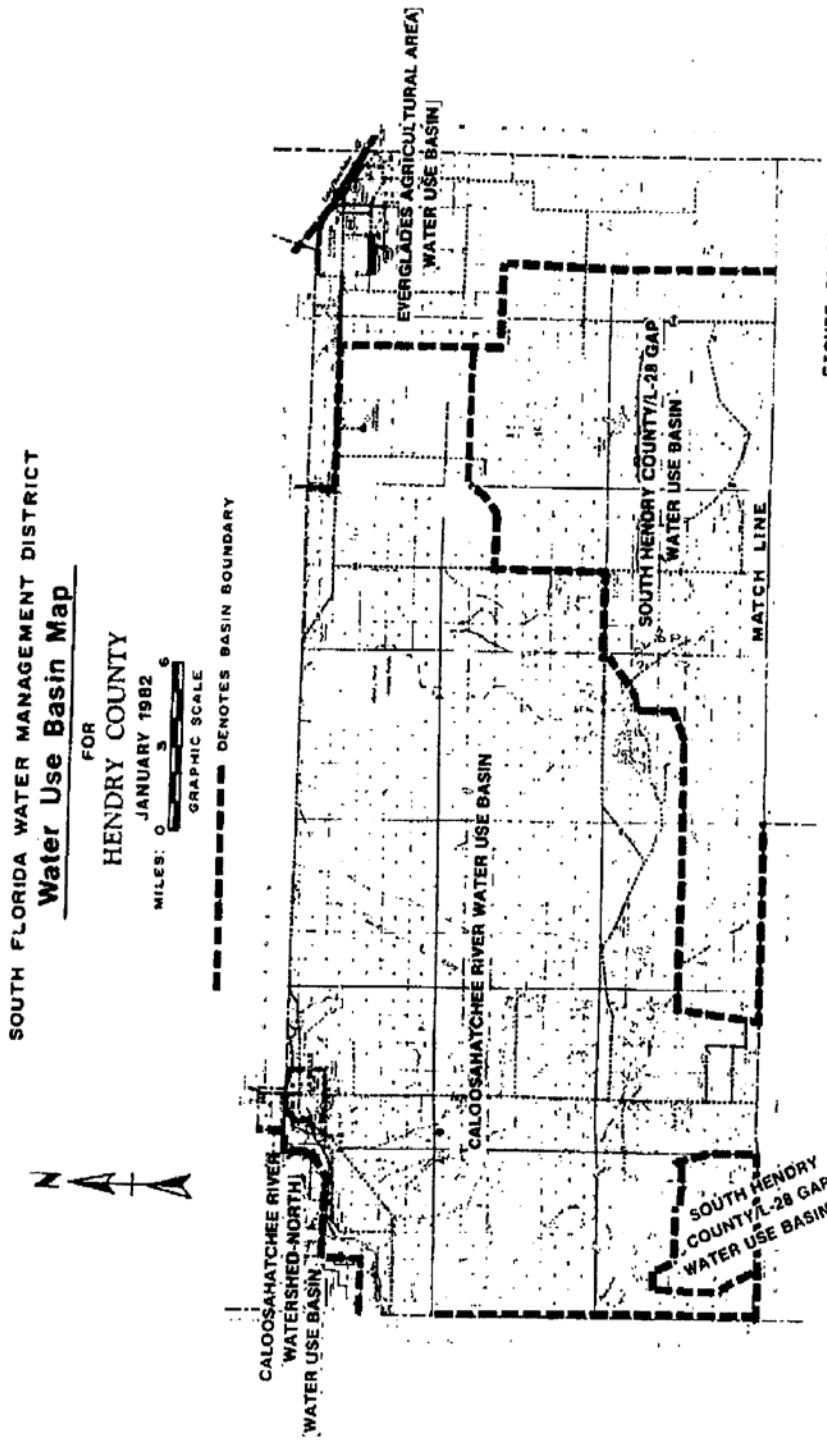 SOUTH FLORIDA WATER MANAGEMENT DISTRICT
Water Use Basin Map
FOR
HENDRY COUNTY
JANUARY 1982
MILES: 0 3 6
GRAPHIC SCALE
DENOTES BASIN BOUNDARY
N
CALOOSAHATCHEE RIVER
WATERSHED-NORTH
WATER USE BASIN
EVERGLADES AGRICULTURAL AREA
WATER USE BASIN
CALOOSAHATCHEE RIVER WATER USE BASIN
SOUTH HENDRY COUNTY/L-28 GAP
WATER USE BASIN
SOUTH HENDRY
COUNTY/L-28 GAP
WATER USE BASIN
MATCH LINE